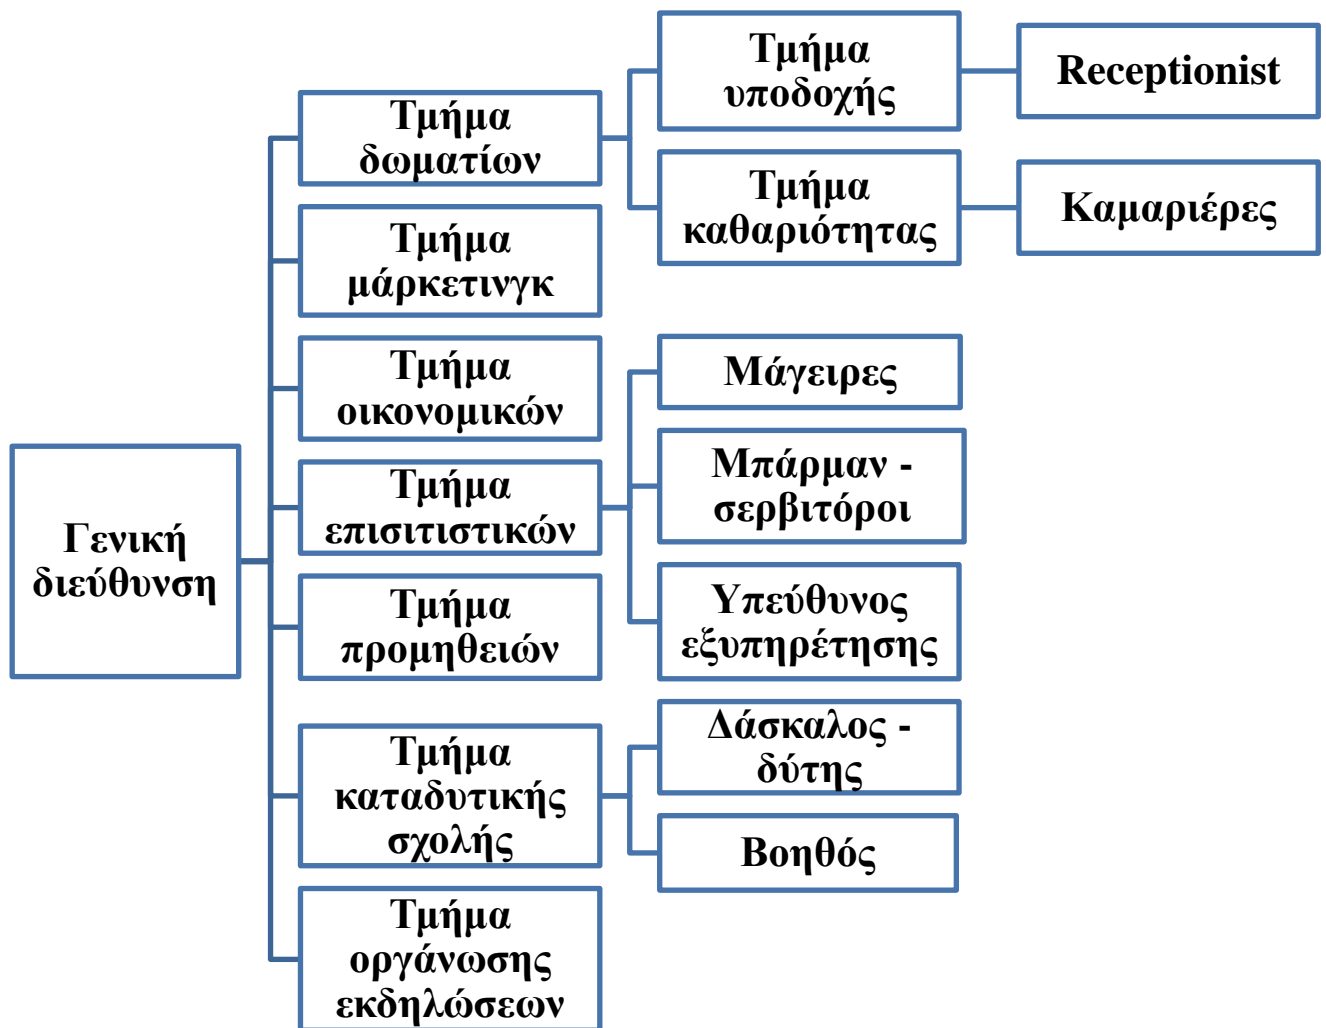 Γενική
διεύθυνση
Τμήμα
δωματίων
Τμήμα
υποδοχής
Receptionist
Τμήμα
καθαριότητας
Καμαριέρες
Τμήμα
μάρκετινγκ
Τμήμα
οικονομικών
Τμήμα
επισιτιστικών
Μάγειρες
Μπάρμαν -
σερβιτόροι
Υπεύθυνος
εξυπηρέτησης
Τμήμα
προμηθειών
Τμήμα
καταδυτικής
σχολής
Δάσκαλος -
δύτης
Βοηθός
Τμήμα
οργάνωσης
εκδηλώσεων